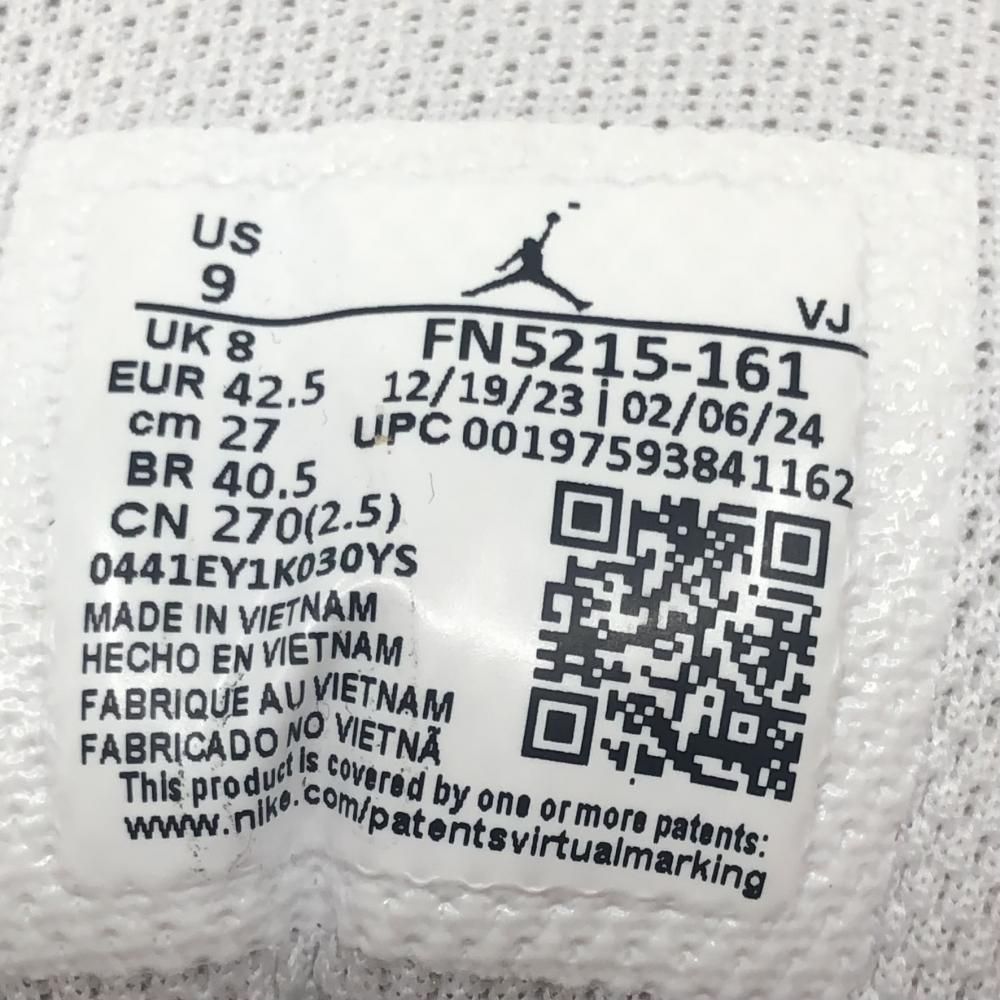 US
9
VJ
UK 8
EUR 42.5
cm 27
BR 40.5
CN 270(2.5)
0441EY1K030YS
FN5215-161
12/19/23 | 02/06/24
UPC 00197593841162
MADE IN VIETNAM
HECHO EN VIETNAM
FABRIQUE AU VIETNAM
FABRICADO NO VIETNÃ
This product is covered by one or more patents:
www.nike.com/patentsvirtualmarking